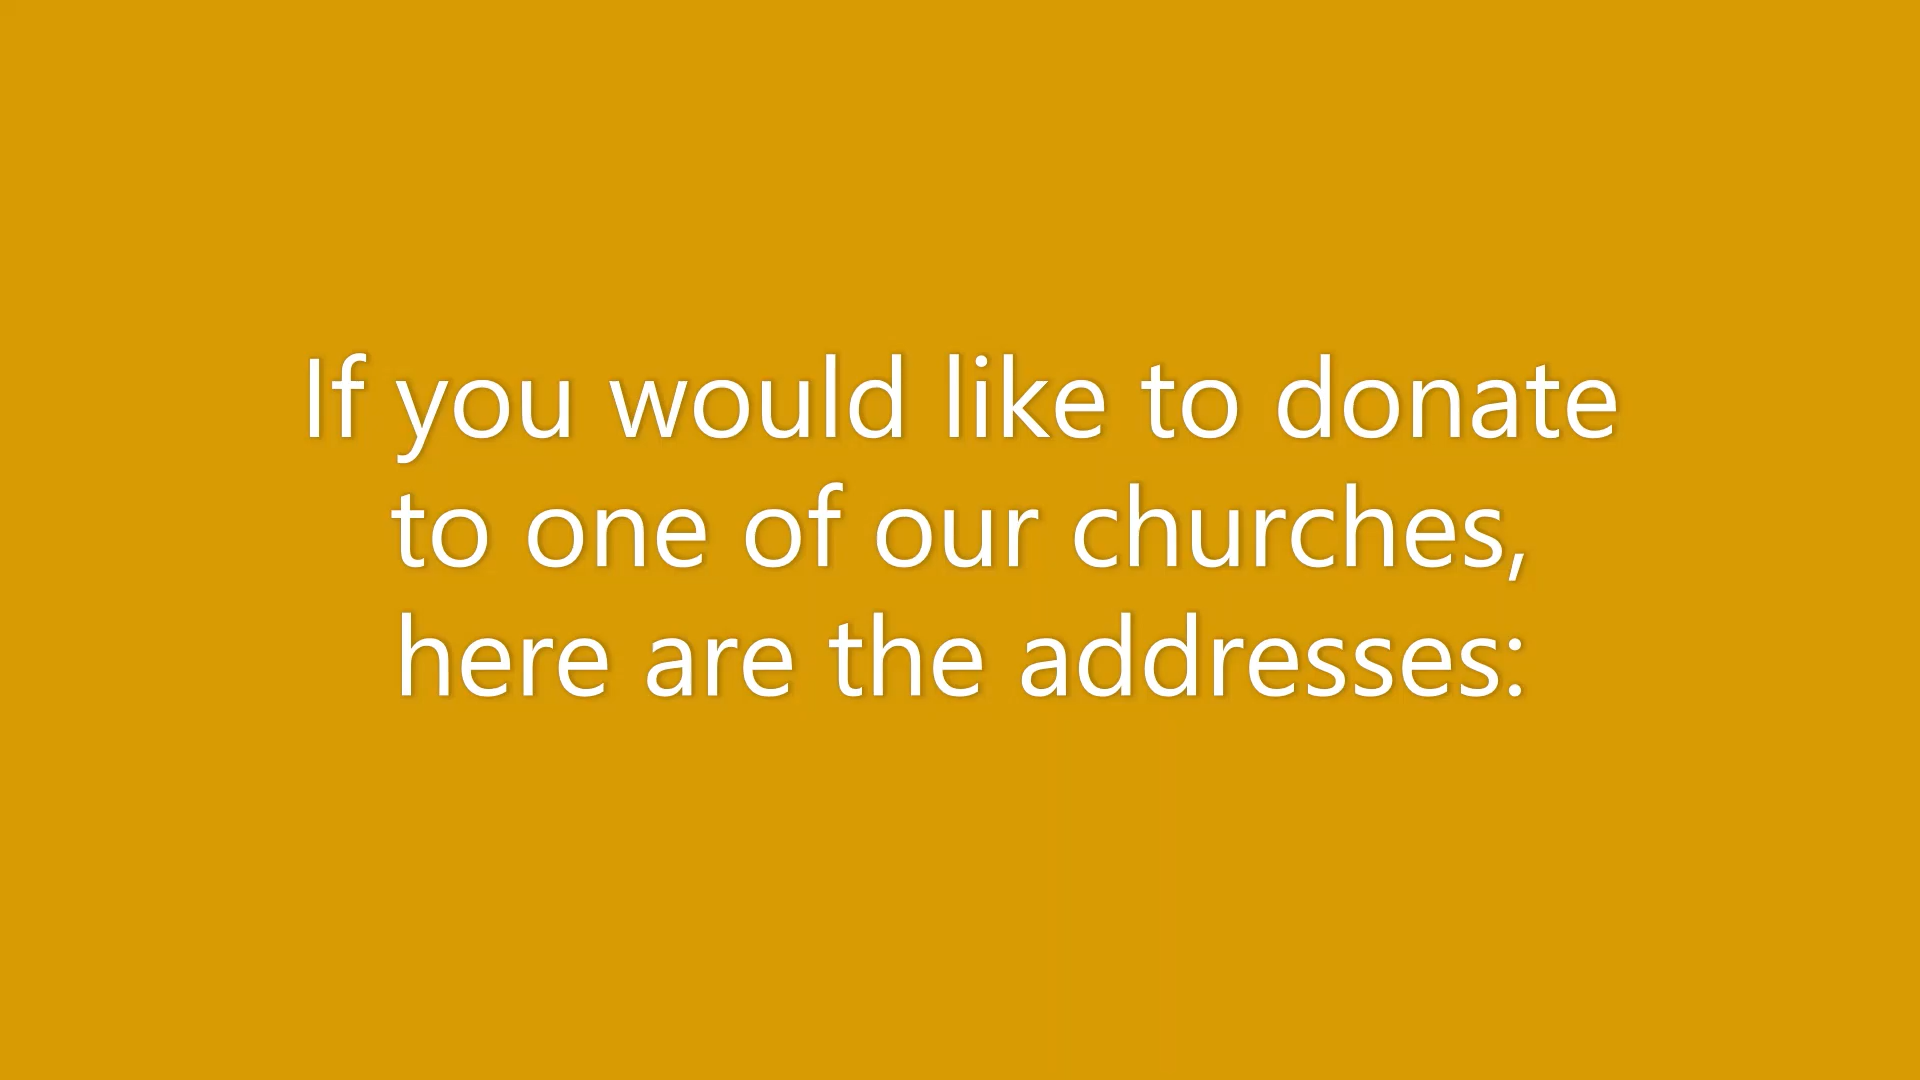 If you would like to donate
to one of our churches,
here are the addresses: